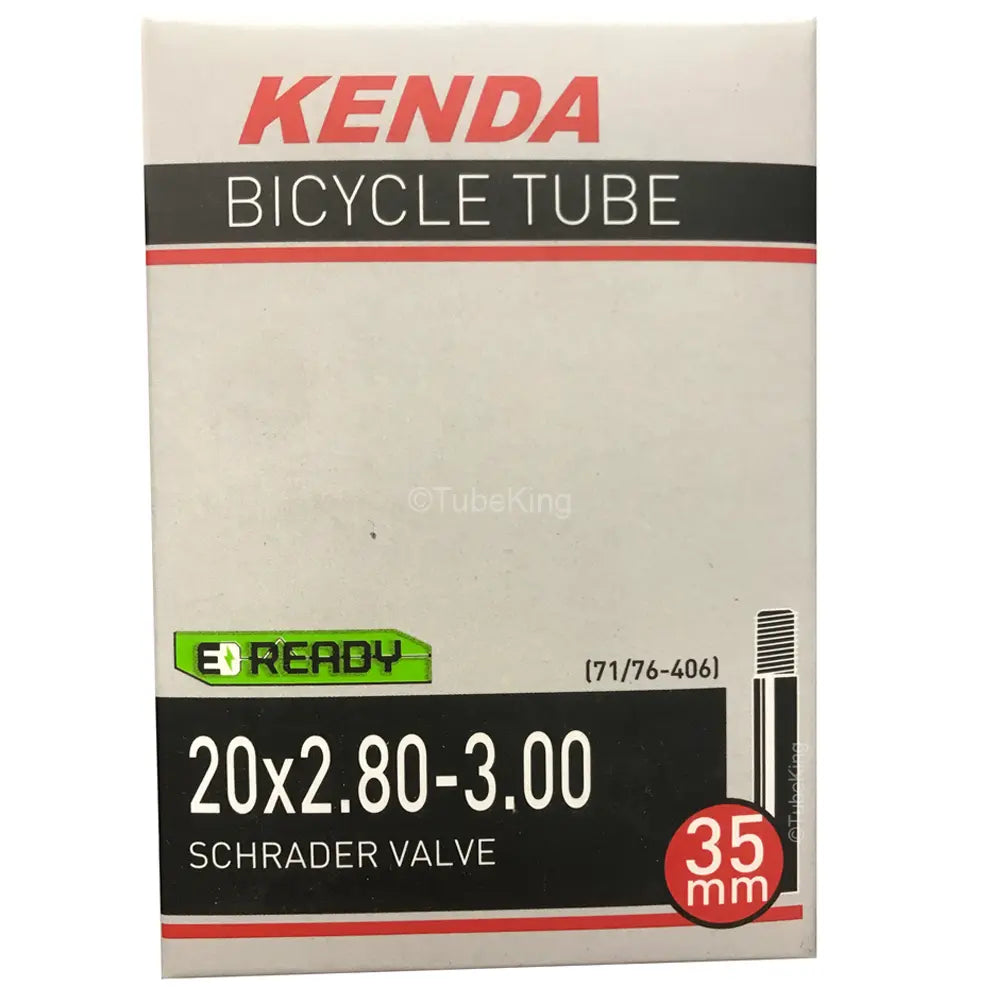 KENDA
BICYCLE TUBE
©TubeKing
E READY
(71/76-406)
20x2.80-3.00
SCHRADER VALVE
©TubeKing
35
mm